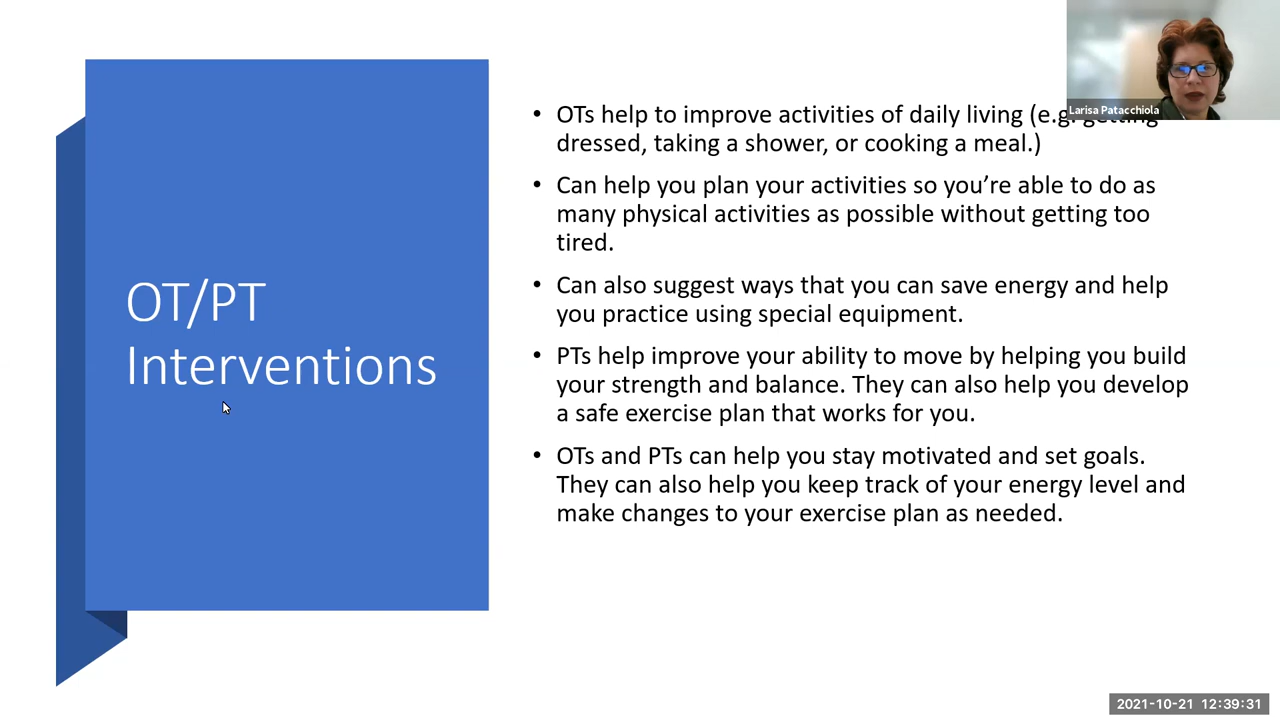 OT/PT
Interventions
• OTs help to improve activities of daily living (e.g. getting
dressed, taking a shower, or cooking a meal.)
• Can help you plan your activities so you’re able to do as
many physical activities as possible without getting too
tired.
• Can also suggest ways that you can save energy and help
you practice using special equipment.
• PTs help improve your ability to move by helping you build
your strength and balance. They can also help you develop
a safe exercise plan that works for you.
• OTs and PTs can help you stay motivated and set goals.
They can also help you keep track of your energy level and
make changes to your exercise plan as needed.
Larisa Patacchiola
2021-10-21 12:39:31